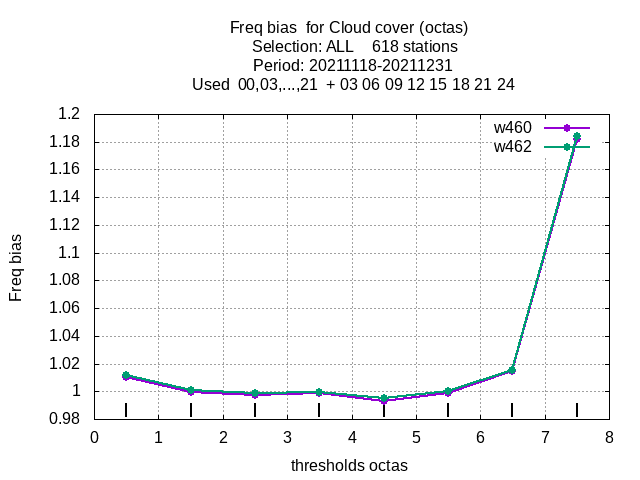 Freq bias  for Cloud cover (octas)
Selection: ALL    618 stations
Period: 20211118-20211231
Used  00,03,...,21  + 03 06 09 12 15 18 21 24
w460
w462
1.2
1.18
1.16
1.14
1.12
1.1
1.08
1.06
1.04
1.02
1
0.98
Freq bias
0 1 2 3 4 5 6 7 8
thresholds octas